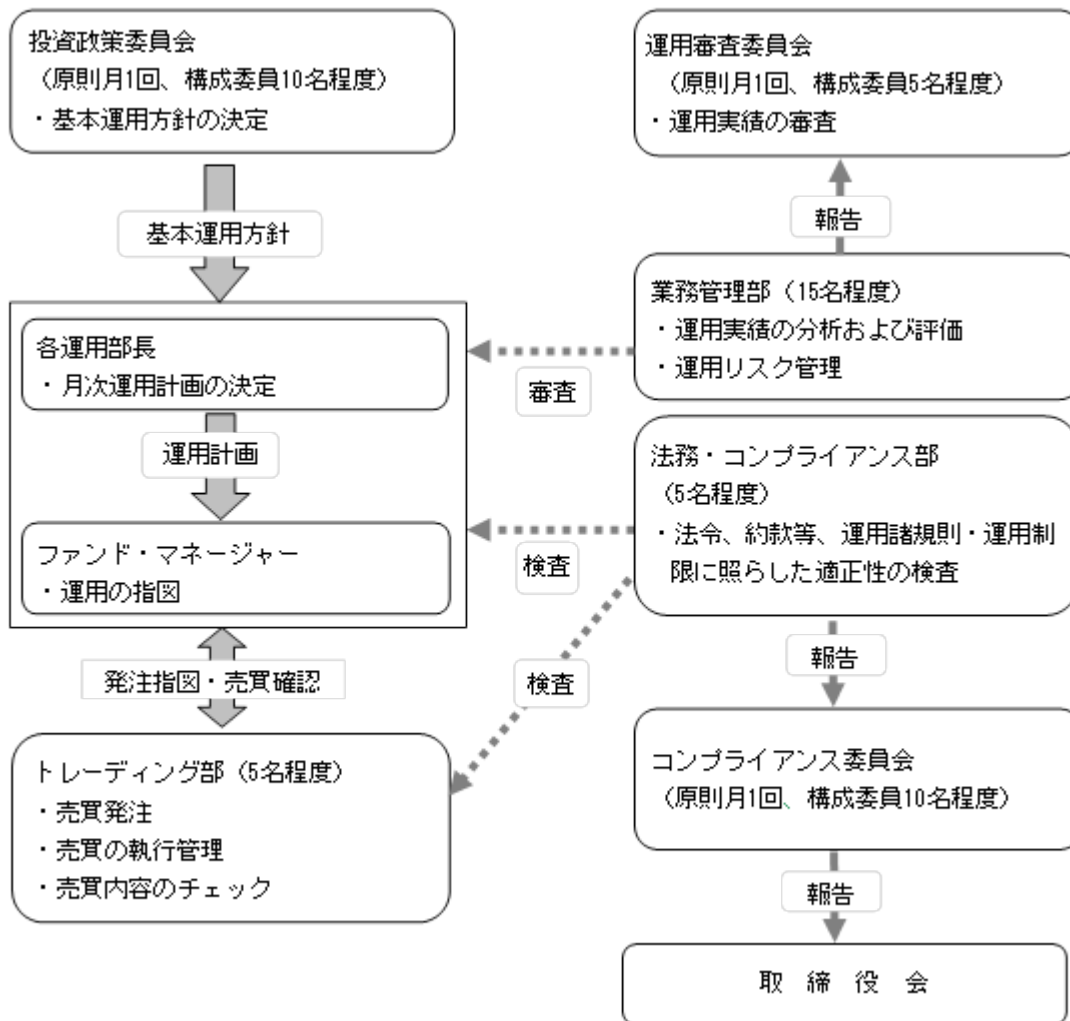 投資政策委員会
（原則月1回、構成委員10名程度）
・基本運用方針の決定
基本運用方針
各運用部長
・月次運用計画の決定
運用計画
ファンド・マネージャー
・運用の指図
発注指図・売買確認
トレーディング部（5名程度）
・売買発注
・売買の執行管理
・売買内容のチェック
運用審査委員会
（原則月1回、構成委員5名程度）
・運用実績の審査
報告
業務管理部（15名程度）
・運用実績の分析および評価
・運用リスク管理
審査
法務・コンプライアンス部
（5名程度）
・法令、約款等、運用諸規則・運用制
限に照らした適正性の検査
検査
検査
報告
コンプライアンス委員会
（原則月1回、構成委員10名程度）
報告
取　締　役　会